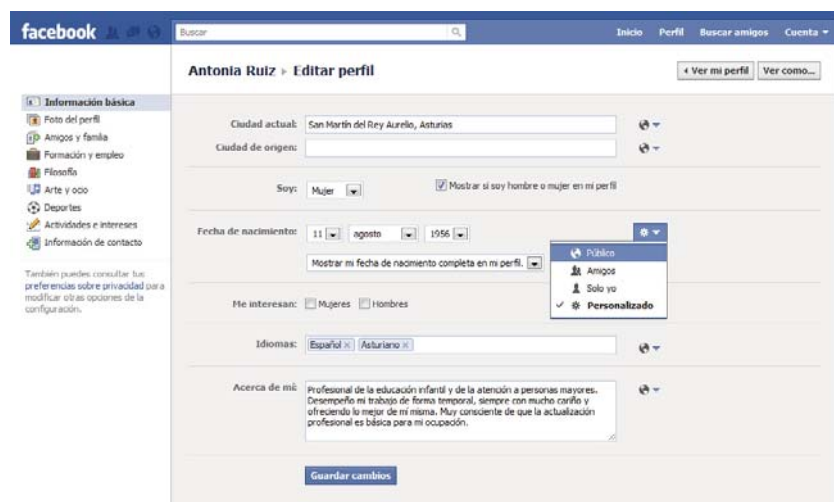 facebook
Buscar
Inicio Perfil Buscar amigos Cuenta
Antonia Ruiz Editar perfil
Ver mi perfil Ver como...
Información básica
Foto del perfil
Amigos y familia
Formación y empleo
Filosofía
Arte y ocio
Deportes
Actividades e intereses
Información de contacto
También puedes consultar tus
preferencias sobre privacidad para
modificar otras opciones de la
configuración.
Ciudad actual: San Martín del Rey Aurelio, Asturias
Ciudad de origen:
Soy: Mujer Mostrar si soy hombre o mujer en mi perfil
Fecha de nacimiento: 11 agosto 1956
Mostrar mi fecha de nacimiento completa en mi perfil.
Público
Amigos
Solo yo
Personalizado
Me interesan: Mujeres Hombres
Idiomas: Español × Asturiano ×
Acerca de mí: Profesional de la educación infantil y de la atención a personas mayores.
Desempeño mi trabajo de forma temporal, siempre con mucho cariño y
ofreciendo lo mejor de mí misma. Muy consciente de que la actualización
profesional es básica para mi ocupación.
Guardar cambios